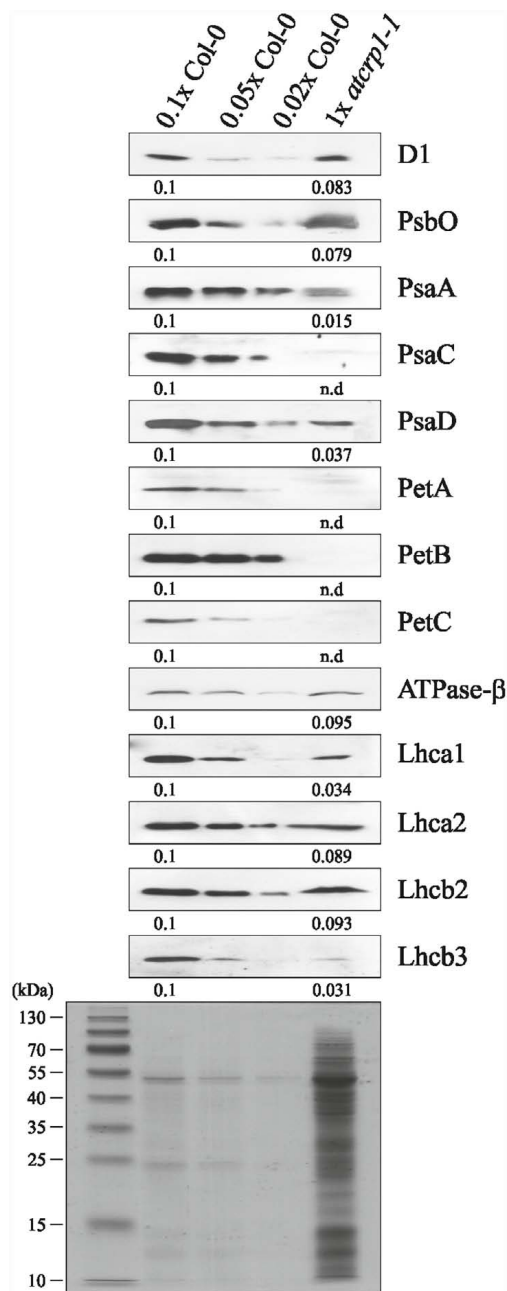 0.1x Col-0 0.05x Col-0 0.02x Col-0 1x atcrp1-1
D1
0.1 0.083
PsbO
0.1 0.079
PsaA
0.1 0.015
PsaC
0.1 n.d
PsaD
0.1 0.037
PetA
0.1 n.d
PetB
0.1 n.d
PetC
0.1 n.d
ATPase-β
0.1 0.095
Lhca1
0.1 0.034
Lhca2
0.1 0.089
Lhcb2
0.1 0.093
Lhcb3
(kDa) 0.1 0.031
130
70
55
40
35
25
15
10